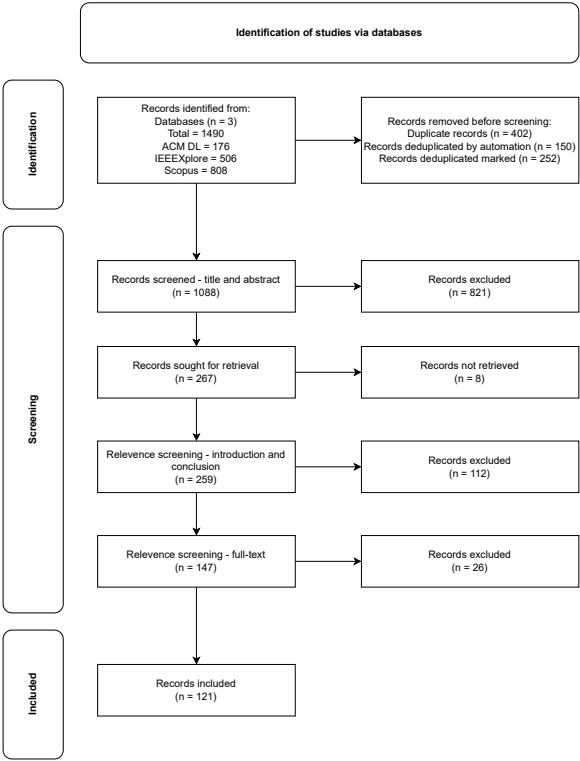 Identification of studies via databases
Identification
Records identified from:
Databases (n = 3)
Total = 1490
ACM DL = 176
IEEEXplore = 506
Scopus = 808
Records removed before screening:
Duplicate records (n = 402)
Records deduplicated by automation (n = 150)
Records deduplicated marked (n = 252)
Screening
Records screened - title and abstract
(n = 1088)
Records excluded
(n = 821)
Records sought for retrieval
(n = 267)
Records not retrieved
(n = 8)
Relevence screening - introduction and
conclusion
(n = 259)
Records excluded
(n = 112)
Relevence screening - full-text
(n = 147)
Records excluded
(n = 26)
Included
Records included
(n = 121)